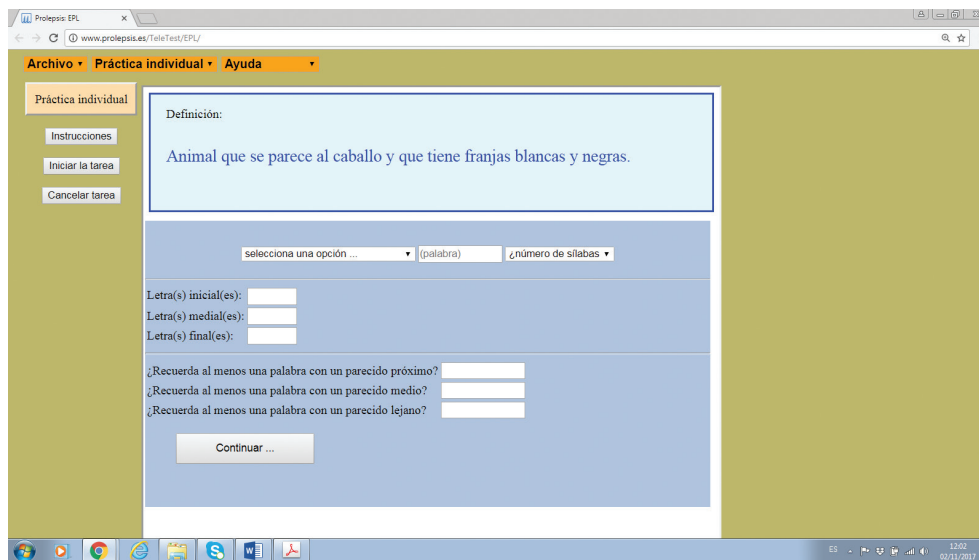 Prolepsis: EPL
www.prolepsis.es/TeleTest/EPL/
Archivo Práctica individual Ayuda
Práctica individual
Instrucciones
Iniciar la tarea
Cancelar tarea
Definición:
Animal que se parece al caballo y que tiene franjas blancas y negras.
selecciona una opción ... (palabra) ¿número de sílabas
Letra(s) inicial(es):
Letra(s) medial(es):
Letra(s) final(es):
¿Recuerda al menos una palabra con un parecido próximo?
¿Recuerda al menos una palabra con un parecido medio?
¿Recuerda al menos una palabra con un parecido lejano?
Continuar ...
ES 12:02
02/11/2017